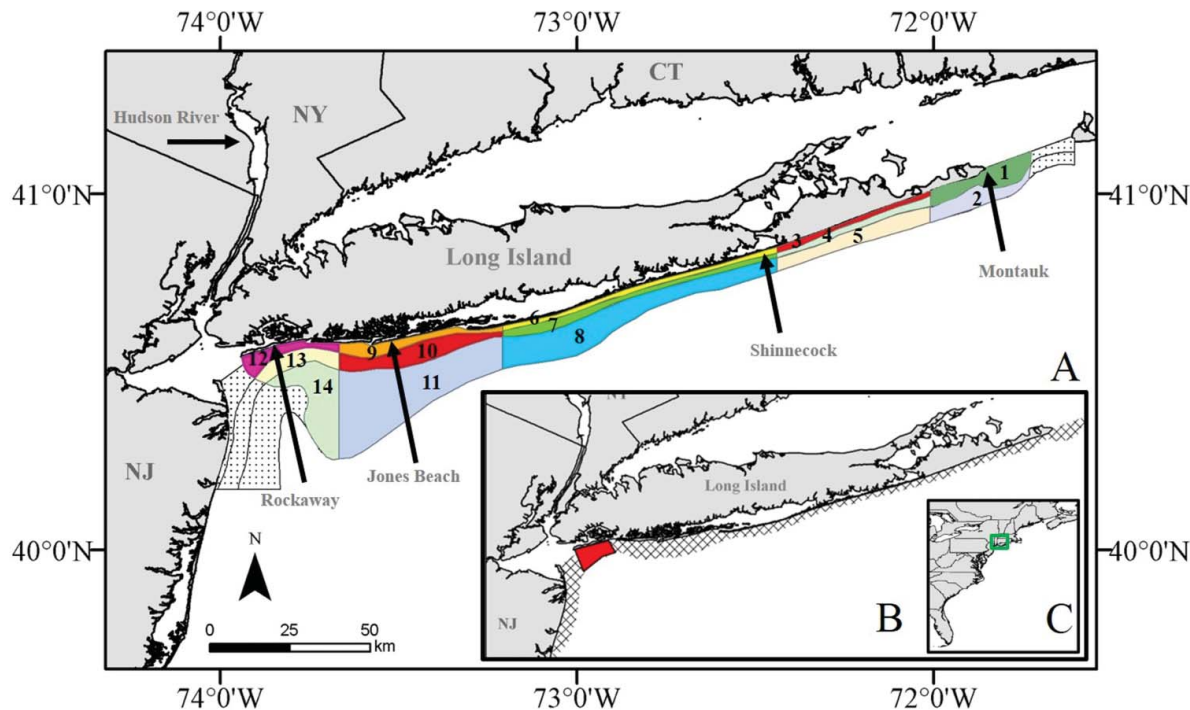 74°0'W 73°0'W 72°0'W
CT
Hudson River
NY
41°0'N 41°0'N
1
2
Long Island
3
4
5
Montauk
6
7
8
Shinnecock
A
9
10
11
12
13
14
NJ
Rockaway
Jones Beach
N
0 25 50
km
40°0'N 40°0'N
Long Island
NJ
B
C
74°0'W 73°0'W 72°0'W